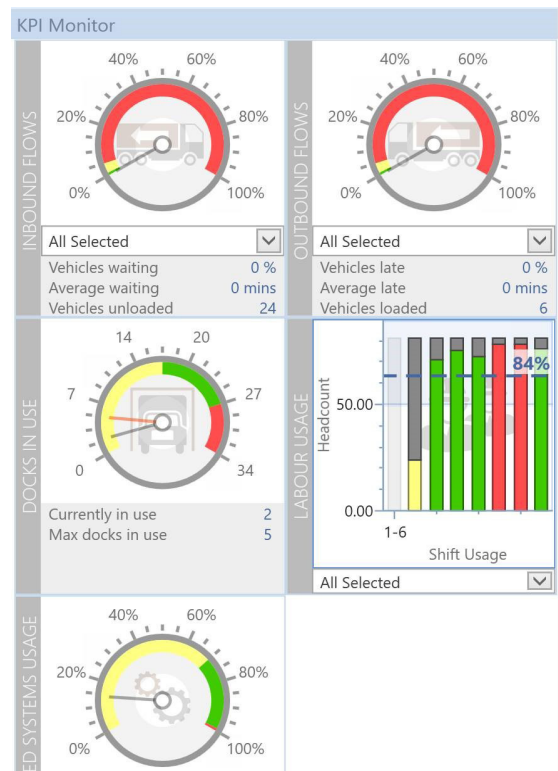 KPI Monitor
INBOUND FLOWS
40% 60%
20% 80%
0% 100%
All Selected
Vehicles waiting 0 %
Average waiting 0 mins
Vehicles unloaded 24
OUTBOUND FLOWS
40% 60%
20% 80%
0% 100%
All Selected
Vehicles late 0 %
Average late 0 mins
Vehicles loaded 6
DOCKS IN USE
14 20
7 27
0 34
Currently in use 2
Max docks in use 5
LABOUR USAGE
Headcount
84%
50.00
0.00
1-6
Shift Usage
All Selected
ED SYSTEMS USAGE
40% 60%
20% 80%
0% 100%